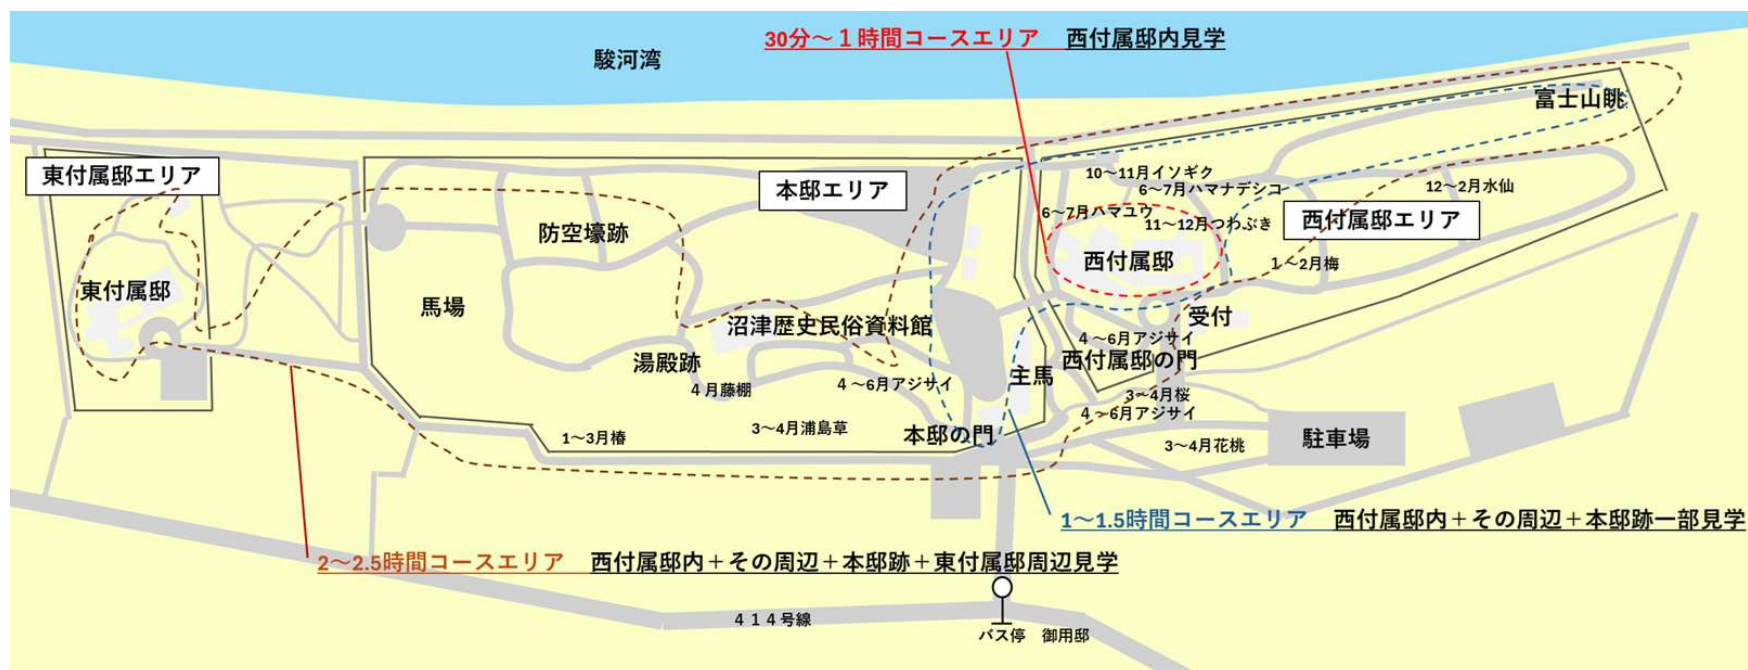 30分～１時間コースエリア　西付属邸内見学
駿河湾
富士山眺
東付属邸エリア
本邸エリア
10～11月イソギク
6～7月ハマナデシコ
12～2月水仙
6～7月ハマユウ
11～12月つわぶき
西付属邸エリア
防空壕跡
西付属邸
1～2月梅
東付属邸
馬場
沼津歴史民俗資料館
受付
4～6月アジサイ
湯殿跡
西付属邸の門
主馬
4月藤棚
4～6月アジサイ
3～4月桜
4～6月アジサイ
3～4月浦島草
1～3月椿
本邸の門
3～4月花桃
駐車場
1～1.5時間コースエリア　西付属邸内＋その周辺＋本邸跡一部見学
2～2.5時間コースエリア　西付属邸内＋その周辺＋本邸跡＋東付属邸周辺見学
４１４号線
バス停　御用邸